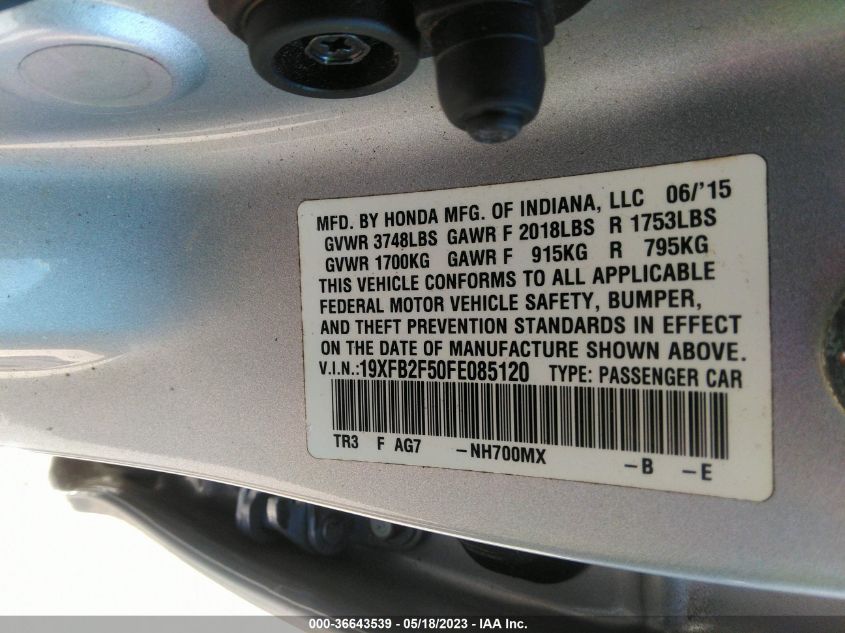 MFD. BY HONDA MFG. OF INDIANA, LLC 06/'15
GVWR 3748LBS GAWR F 2018LBS R 1753LBS
GVWR 1700KG GAWR F 915KG R 795KG
THIS VEHICLE CONFORMS TO ALL APPLICABLE
FEDERAL MOTOR VEHICLE SAFETY, BUMPER,
AND THEFT PREVENTION STANDARDS IN EFFECT
ON THE DATE OF MANUFACTURE SHOWN ABOVE.
V.I.N.:19XFB2F50FE085120 TYPE: PASSENGER CAR
TR3 F AG7 -NH700MX -B -E
000-36643539 - 05/18/2023 - IAA Inc.